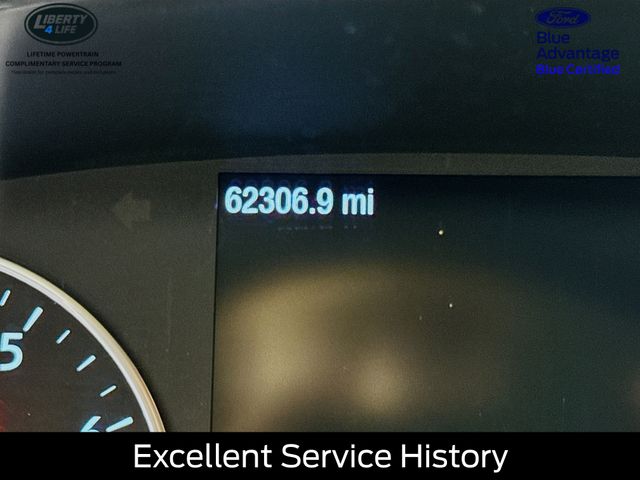 LIBERTY
4 LIFE
LIFETIME POWERTRAIN
COMPLIMENTARY SERVICE PROGRAM
Ford
Blue
Advantage
Blue Certified
62306.9 mi
5
6
Excellent Service History